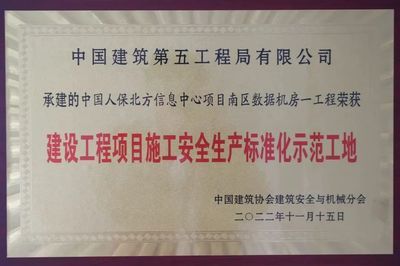 中国建筑第五工程局有限公司
承建的中国人保北方信息中心项目南区数据机房一工程荣获
建设工程项目施工安全生产标准化示范工地
中国建筑业协会建筑安全与机械分会
二〇二二年十一月十五日